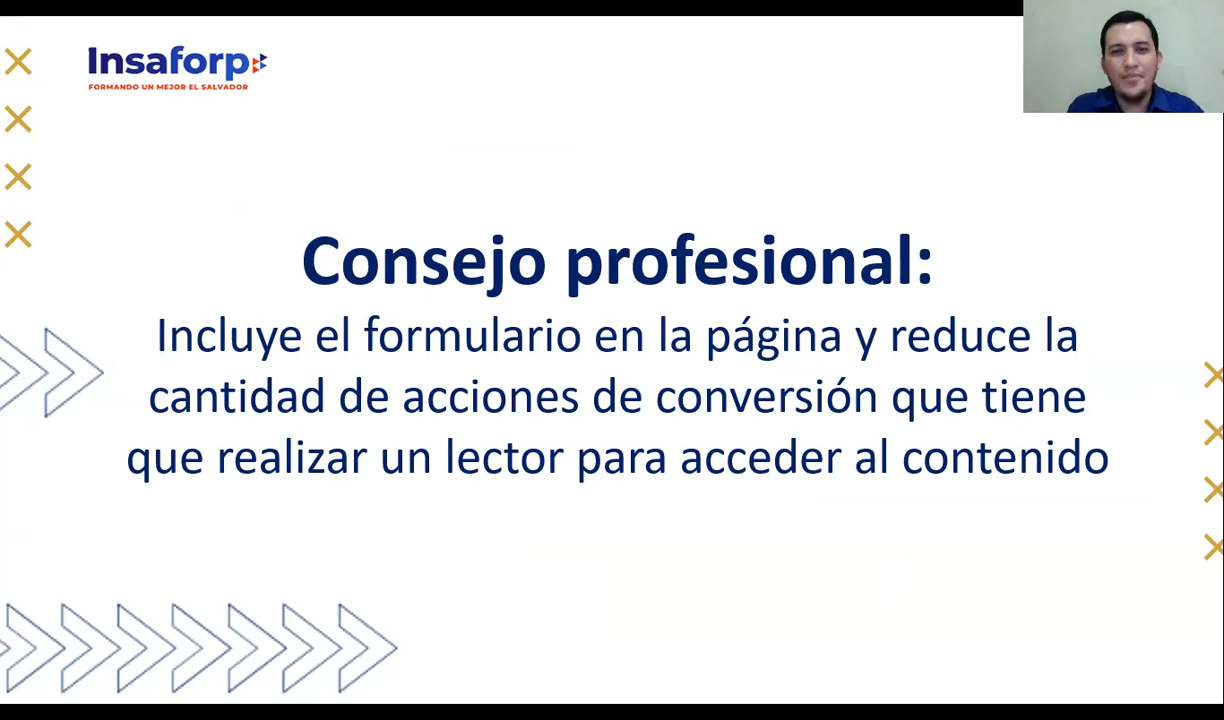 Insaforp
FORMANDO UN MEJOR EL SALVADOR
Consejo profesional:
Incluye el formulario en la página y reduce la
cantidad de acciones de conversión que tiene
que realizar un lector para acceder al contenido